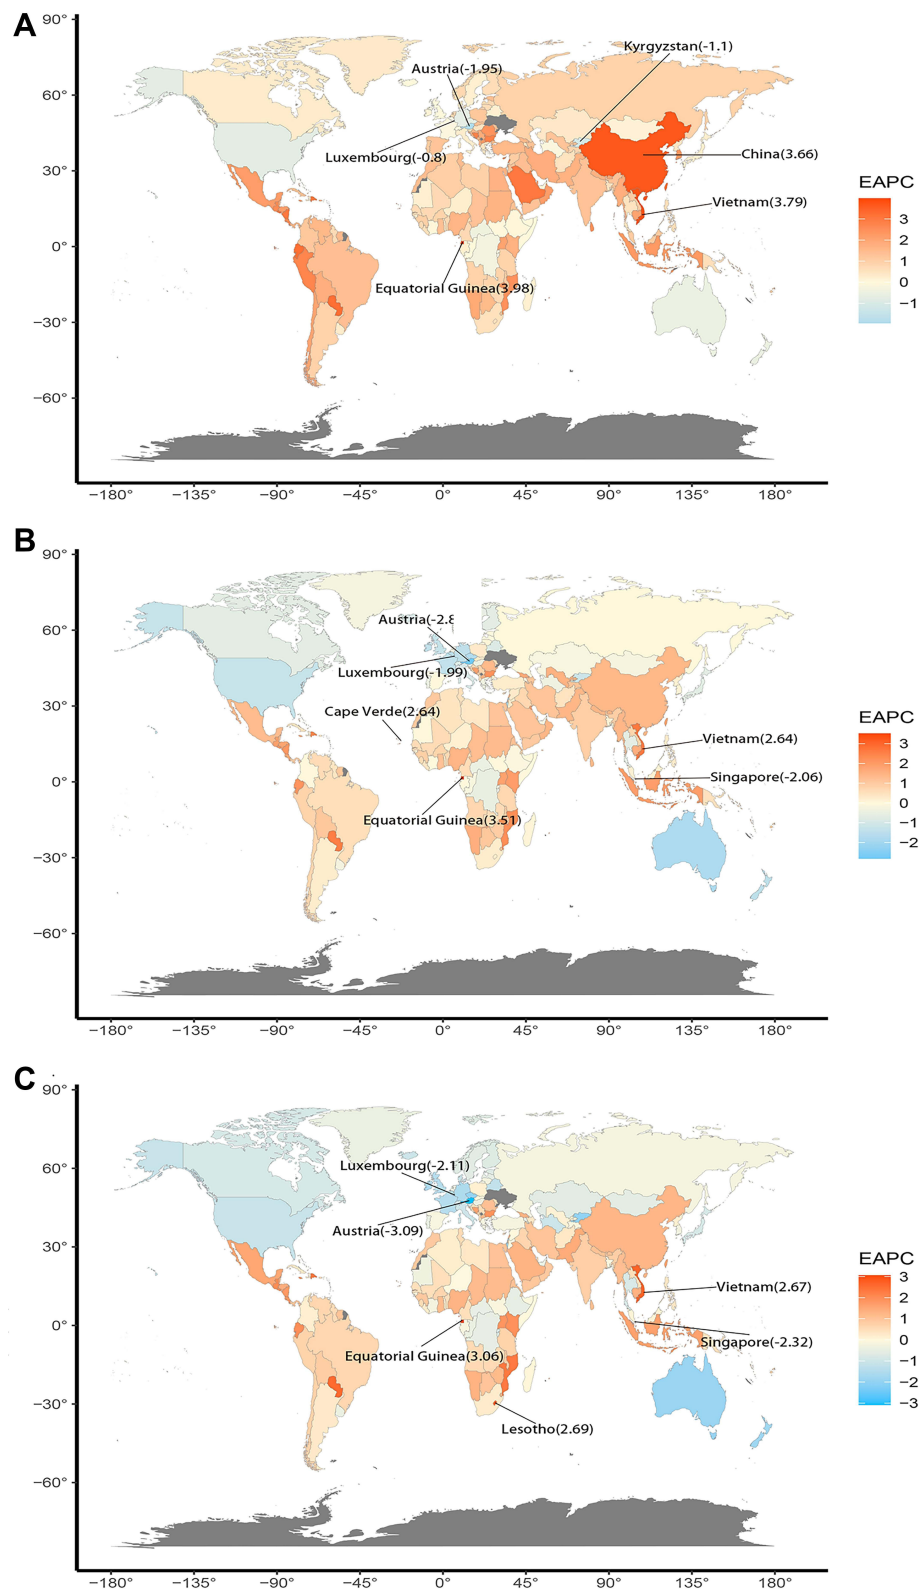 A
90°
60°
30°
0°
−30°
−60°
−180°
−135°
−90°
−45°
0°
45°
90°
135°
180°
Kyrgyzstan(-1.1)
Austria(-1.95)
Luxembourg(-0.8)
China(3.66)
Vietnam(3.79)
Equatorial Guinea(3.98)
EAPC
3
2
1
0
−1
B
90°
60°
30°
0°
−30°
−60°
−180°
−135°
−90°
−45°
0°
45°
90°
135°
180°
Austria(-2.8
Luxembourg(-1.99)
Cape Verde(2.64)
Vietnam(2.64)
Singapore(-2.06)
Equatorial Guinea(3.51)
EAPC
3
2
1
0
−1
−2
C
90°
60°
30°
0°
−30°
−60°
−180°
−135°
−90°
−45°
0°
45°
90°
135°
180°
Luxembourg(-2.11)
Austria(-3.09)
Vietnam(2.67)
Singapore(-2.32)
Equatorial Guinea(3.06)
Lesotho(2.69)
EAPC
3
2
1
0
−1
−2
−3